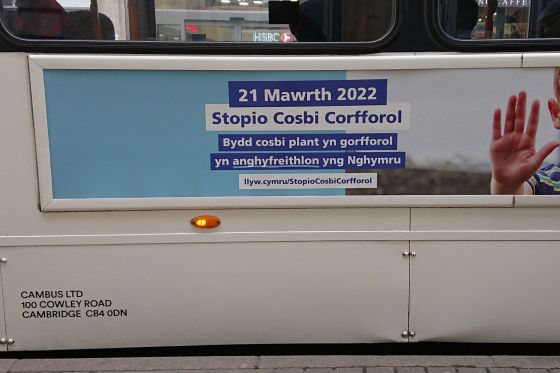 HSBC
CAFFÈ
21 Mawrth 2022
Stopio Cosbi Corfforol
Bydd cosbi plant yn gorfforol
yn anghyfreithlon yng Nghymru
llyw.cymru/StopioCosbiCorfforol
CAMBUS LTD
100 COWLEY ROAD
CAMBRIDGE CB4 0DN